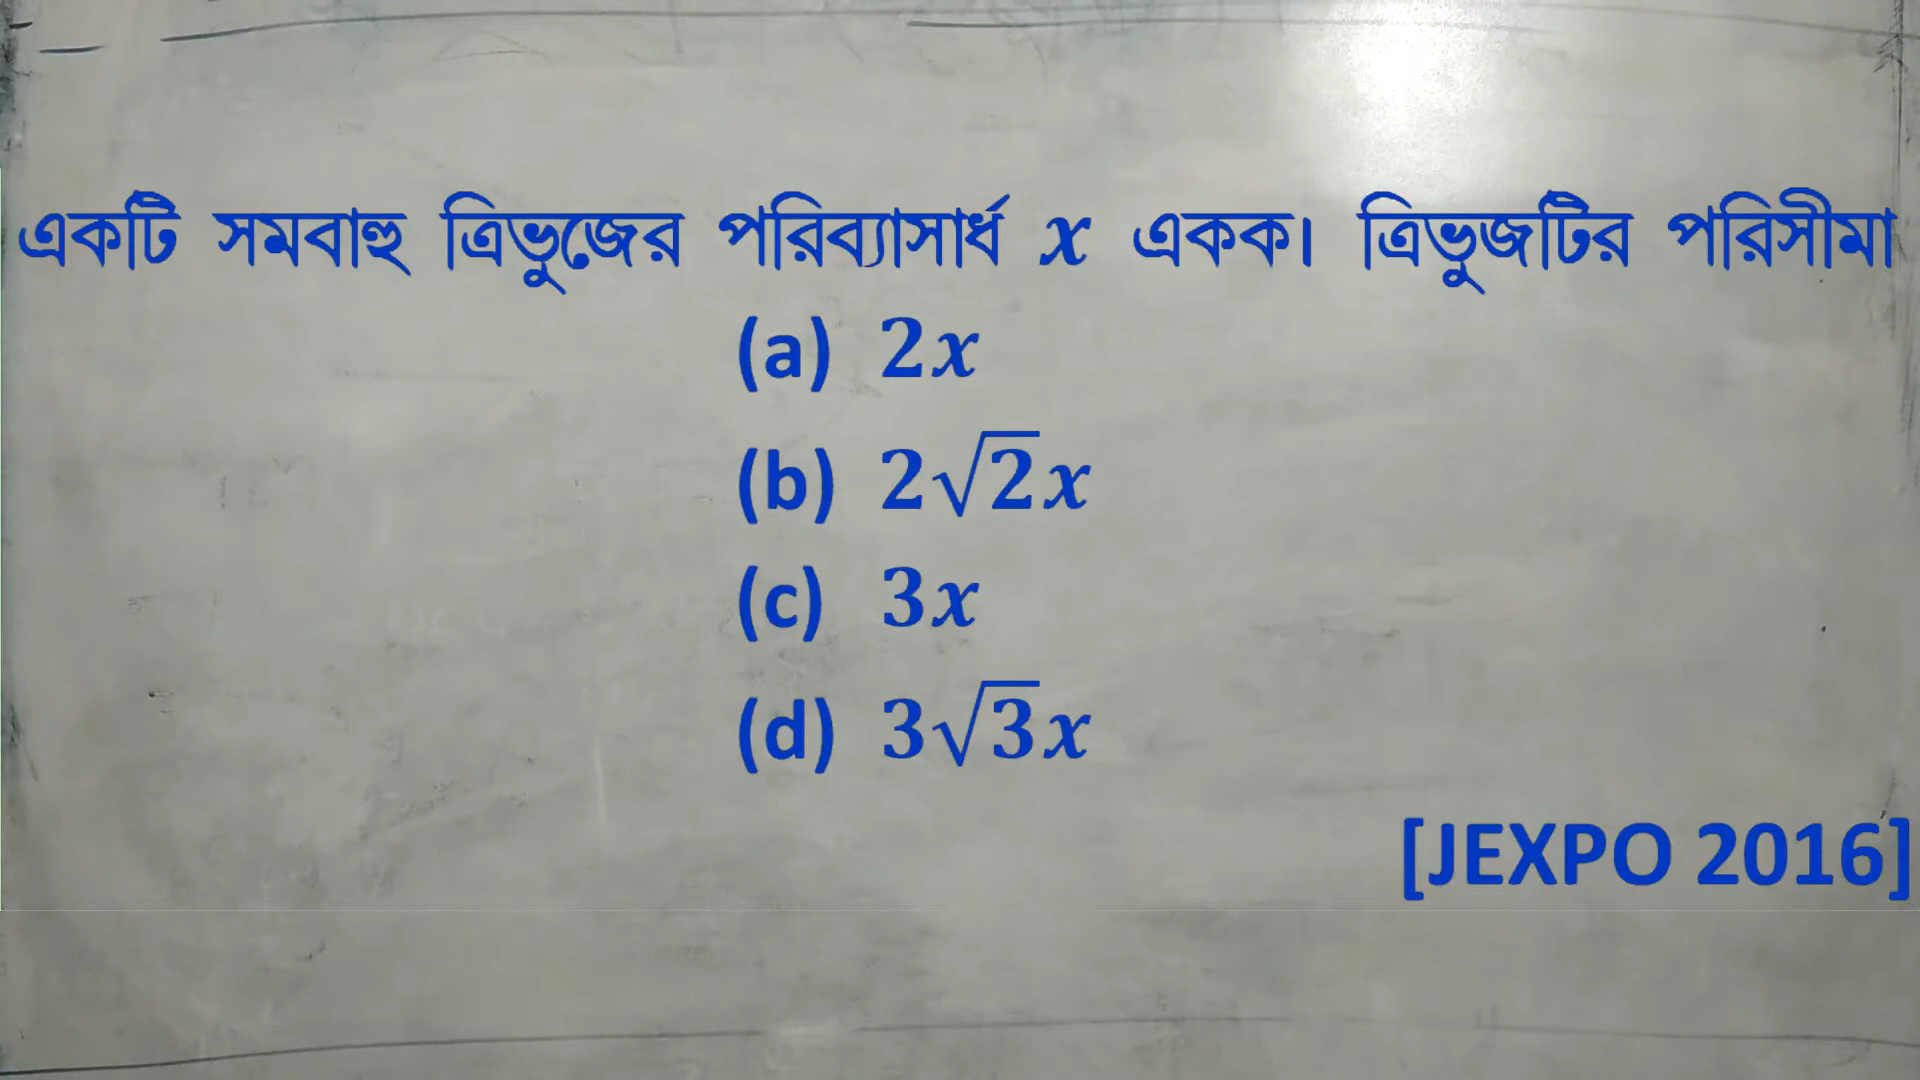 একটি সমবাহু ত্রিভুজের পরিব্যাসার্ধ x একক। ত্রিভুজটির পরিসীমা
(a) 2x
(b) 2√2x
(c) 3x
(d) 3√3x
[JEXPO 2016]